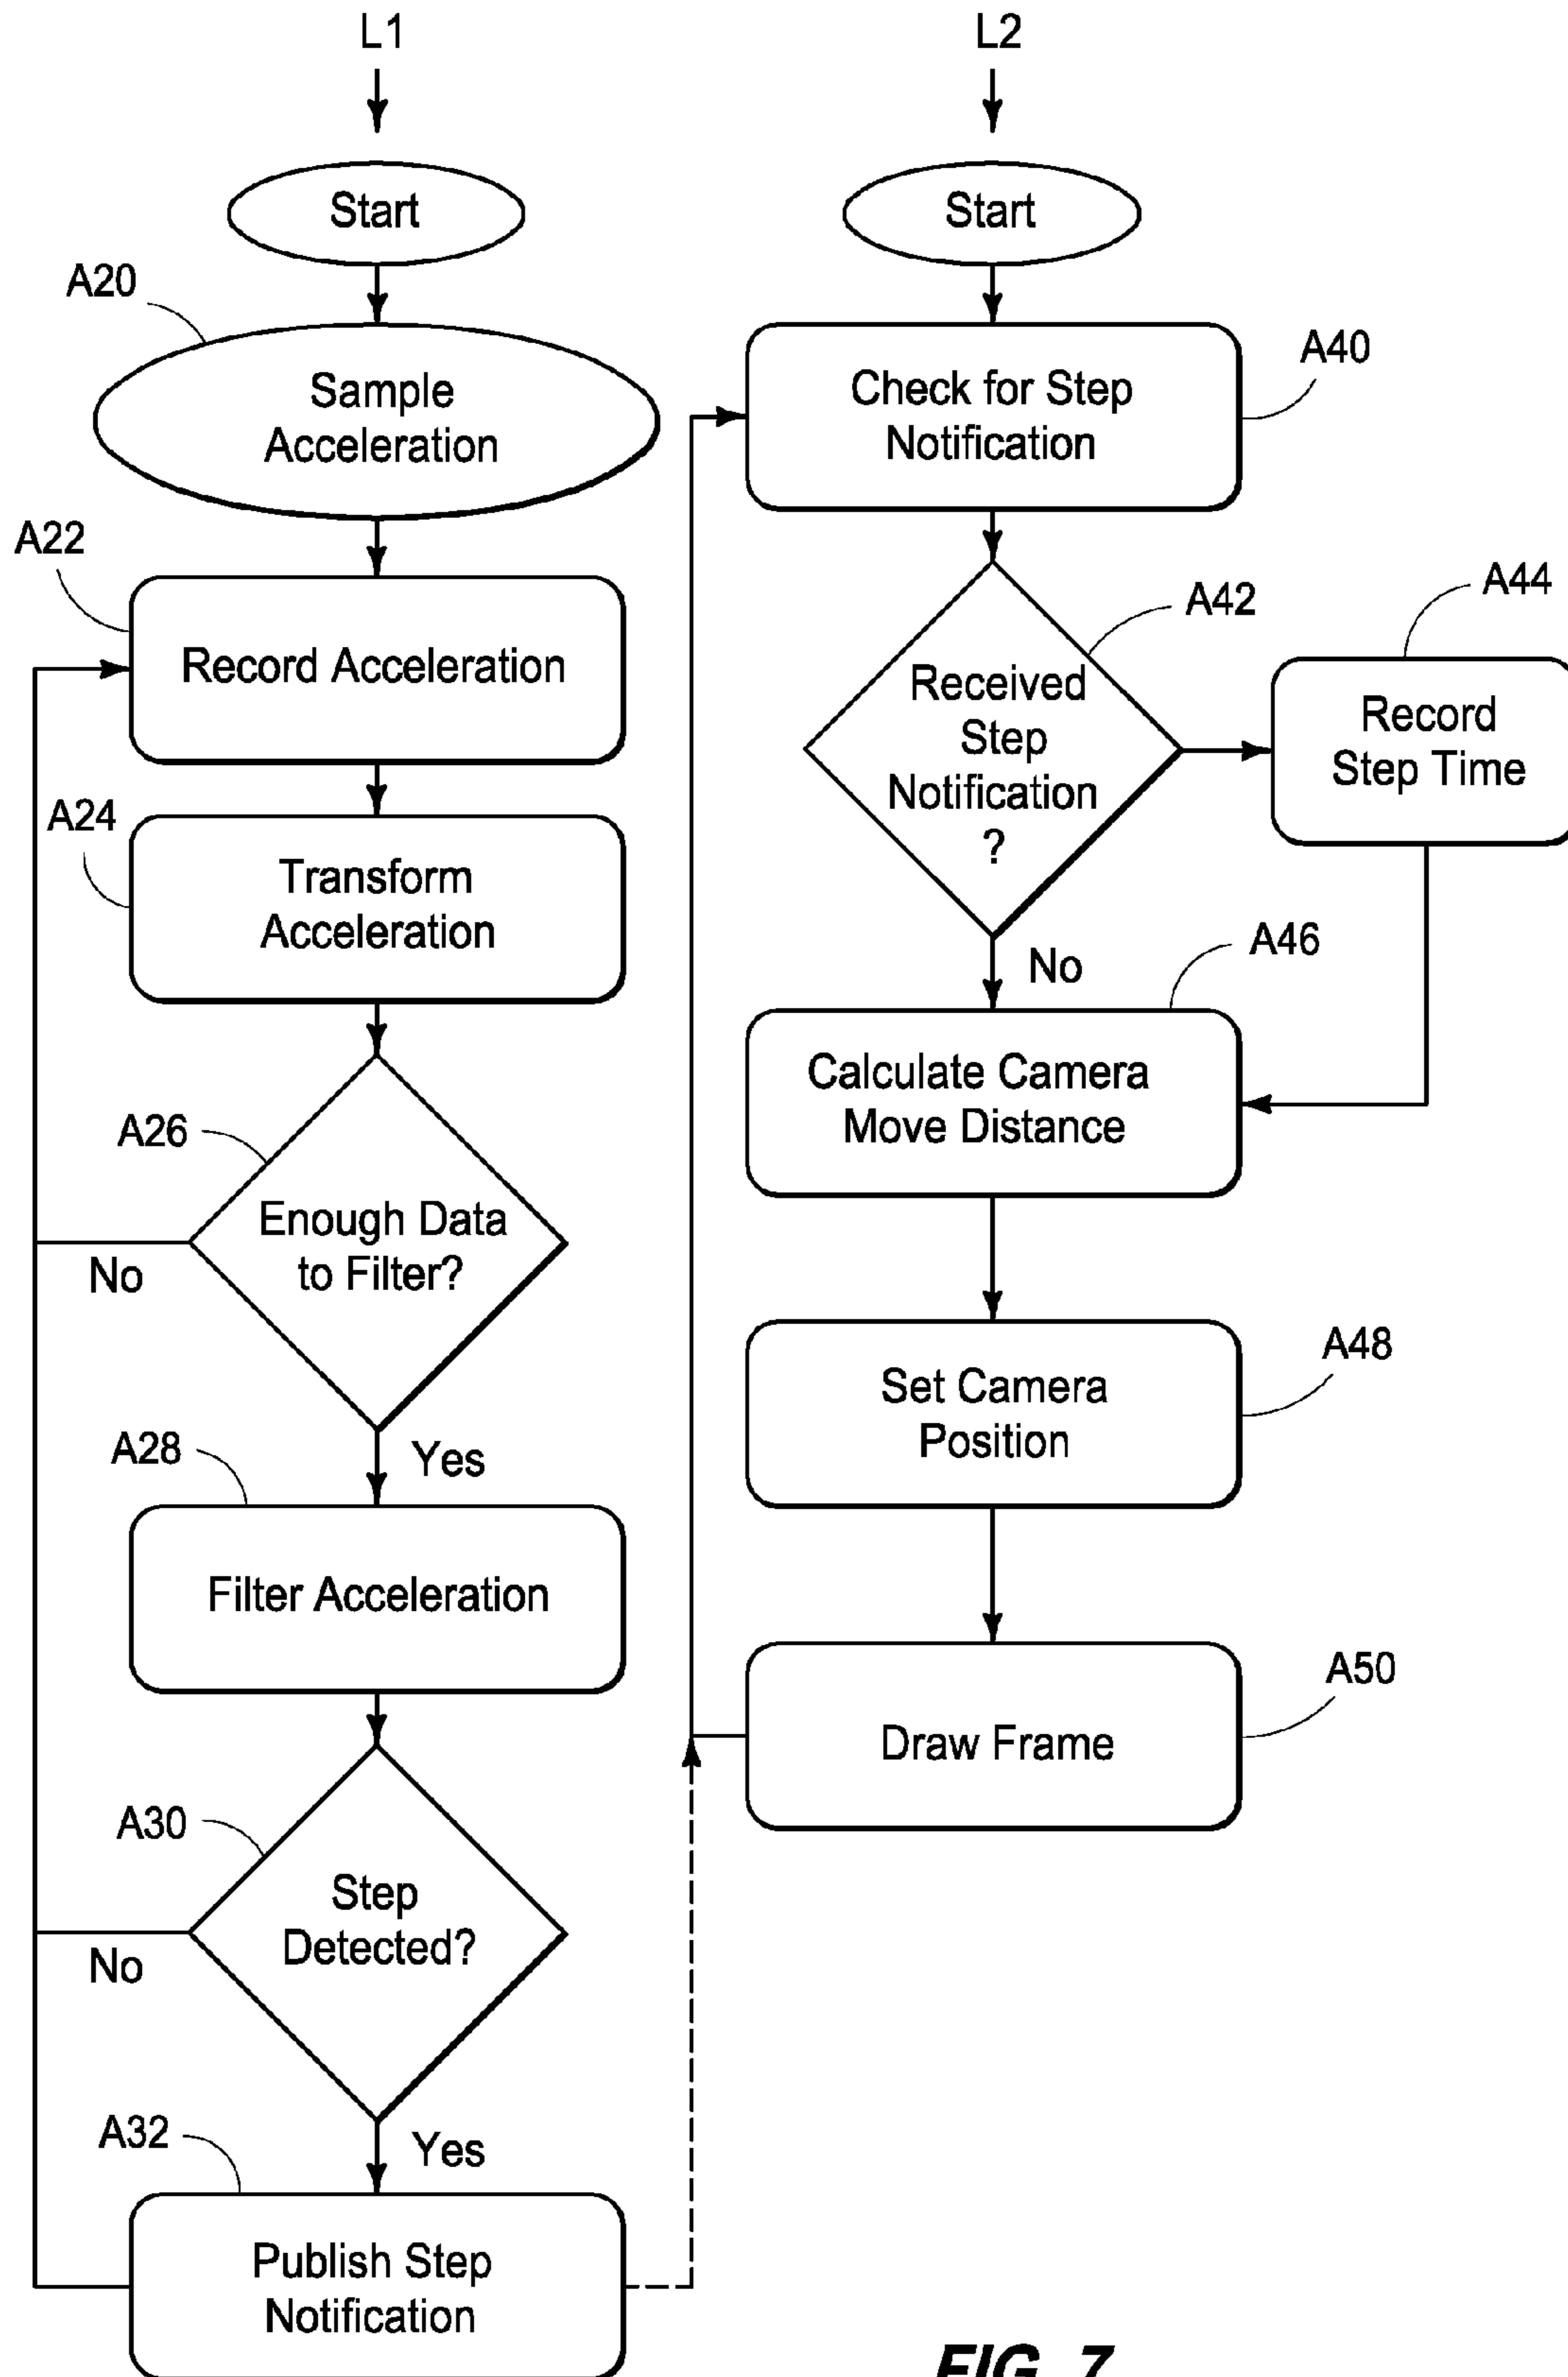 L1
Start
A20
Sample
Acceleration
A22
Record Acceleration
A24
Transform
Acceleration
A26
Enough Data
to Filter?
No
Yes
A28
Filter Acceleration
A30
Step
Detected?
No
Yes
A32
Publish Step
Notification
L2
Start
A40
Check for Step
Notification
A42
Received
Step
Notification
?
A44
Record
Step Time
No
A46
Calculate Camera
Move Distance
A48
Set Camera
Position
A50
Draw Frame
FIG. 7